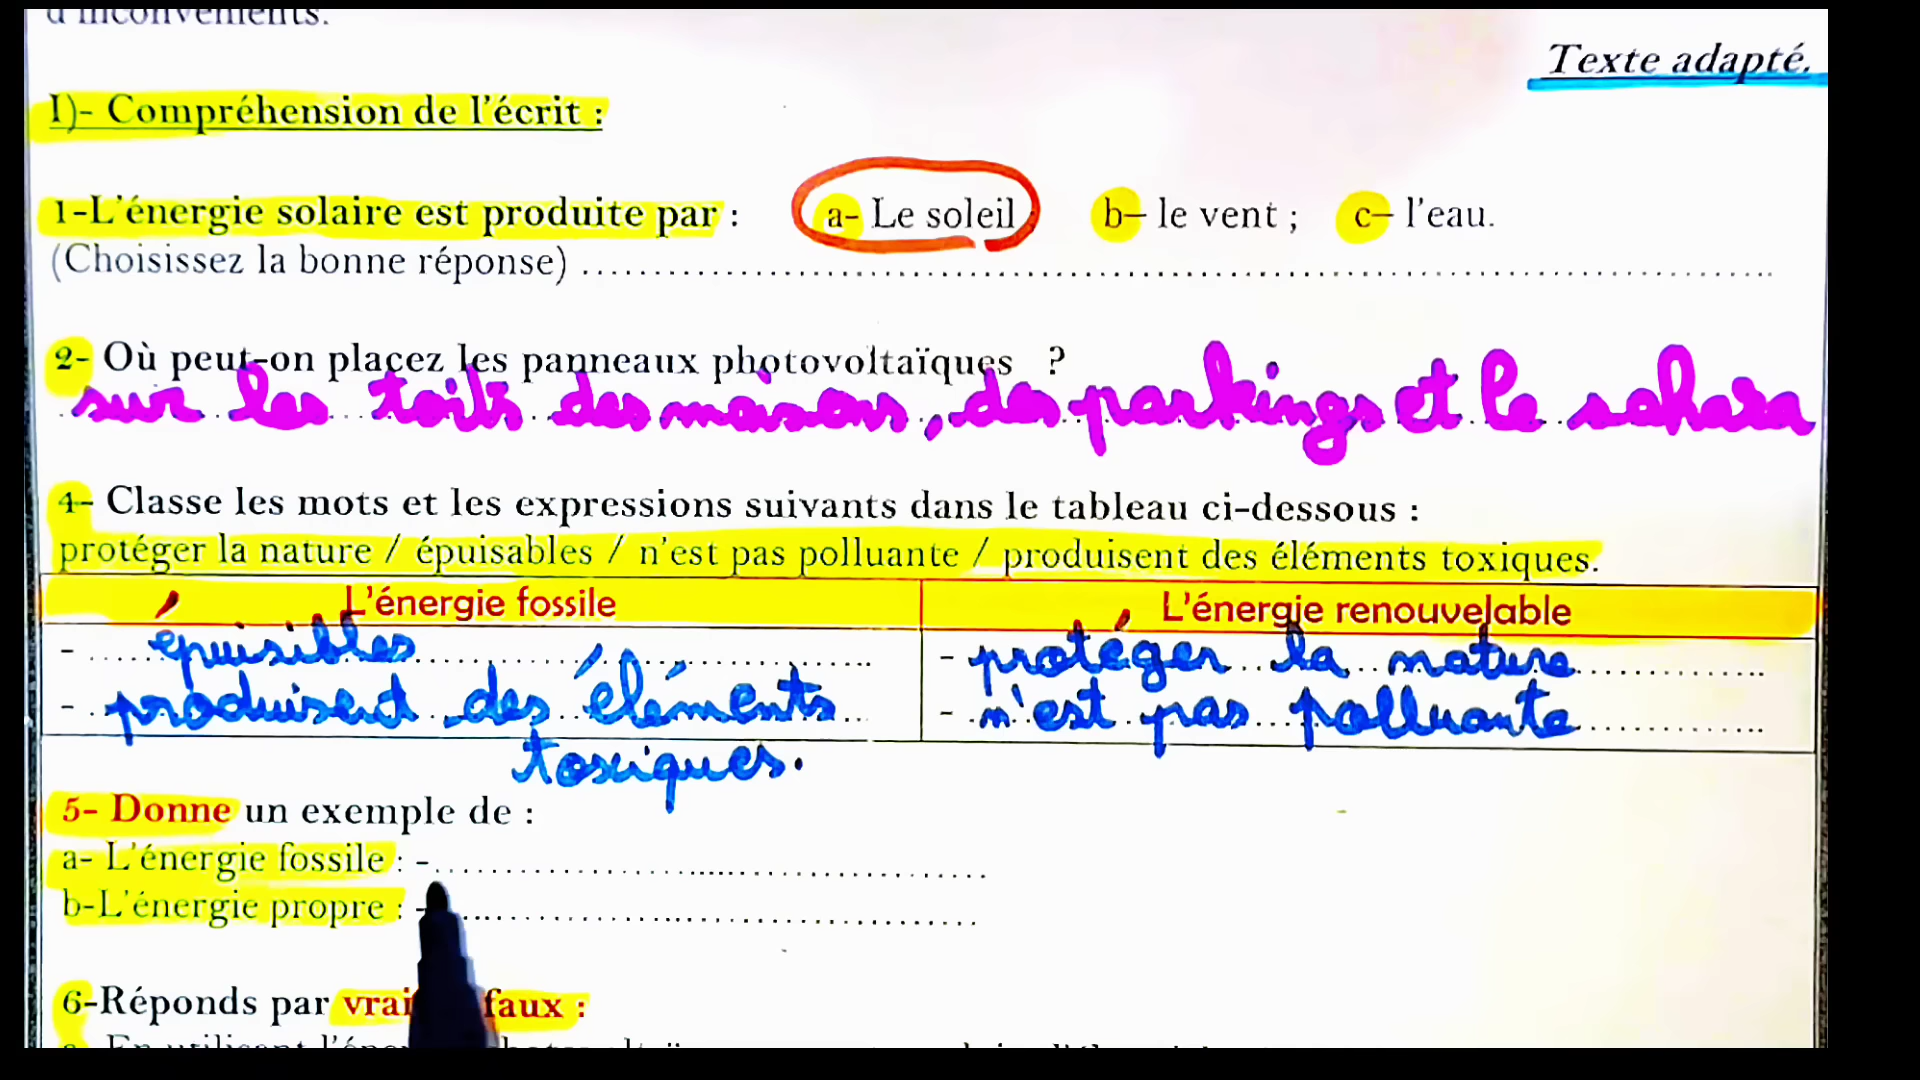 d'inconvénients.
Texte adapté.
I)- Compréhension de l'écrit :
1-L'énergie solaire est produite par : a- Le soleil b– le vent ; c– l'eau.
(Choisissez la bonne réponse) ......................................................
2- Où peut-on placez les panneaux photovoltaïques ?
sur les toits des maisons, des parkings et le sahara
4- Classe les mots et les expressions suivants dans le tableau ci-dessous :
protéger la nature / épuisables / n'est pas polluante / produisent des éléments toxiques.
L'énergie fossile L'énergie renouvelable
- épuisibles - protéger la nature
- produisent des éléments - n'est pas polluante
toxiques.
5- Donne un exemple de :
a- L'énergie fossile : -......................................
b-L'énergie propre : - ......................................
6-Réponds par vrai faux :